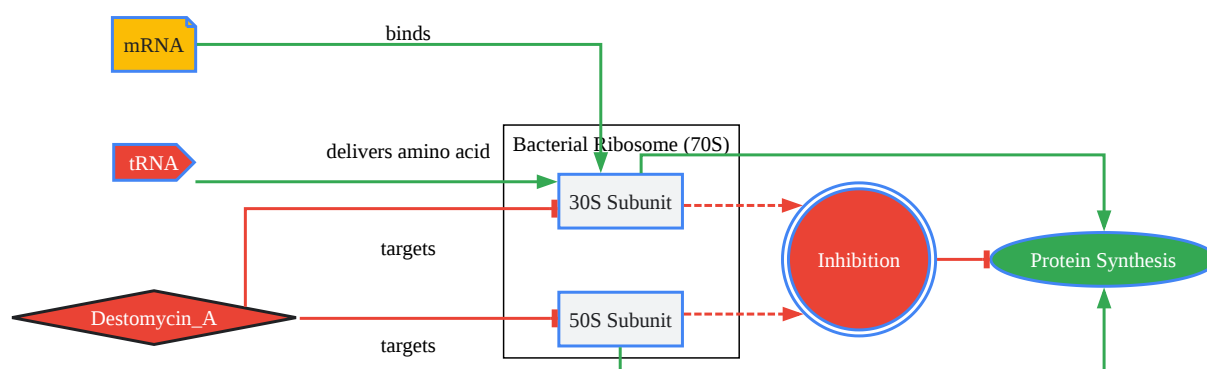 mRNA
binds
tRNA
delivers amino acid
Bacterial Ribosome (70S)
30S Subunit
targets
Inhibition
Protein Synthesis
Destomycin_A
50S Subunit
targets